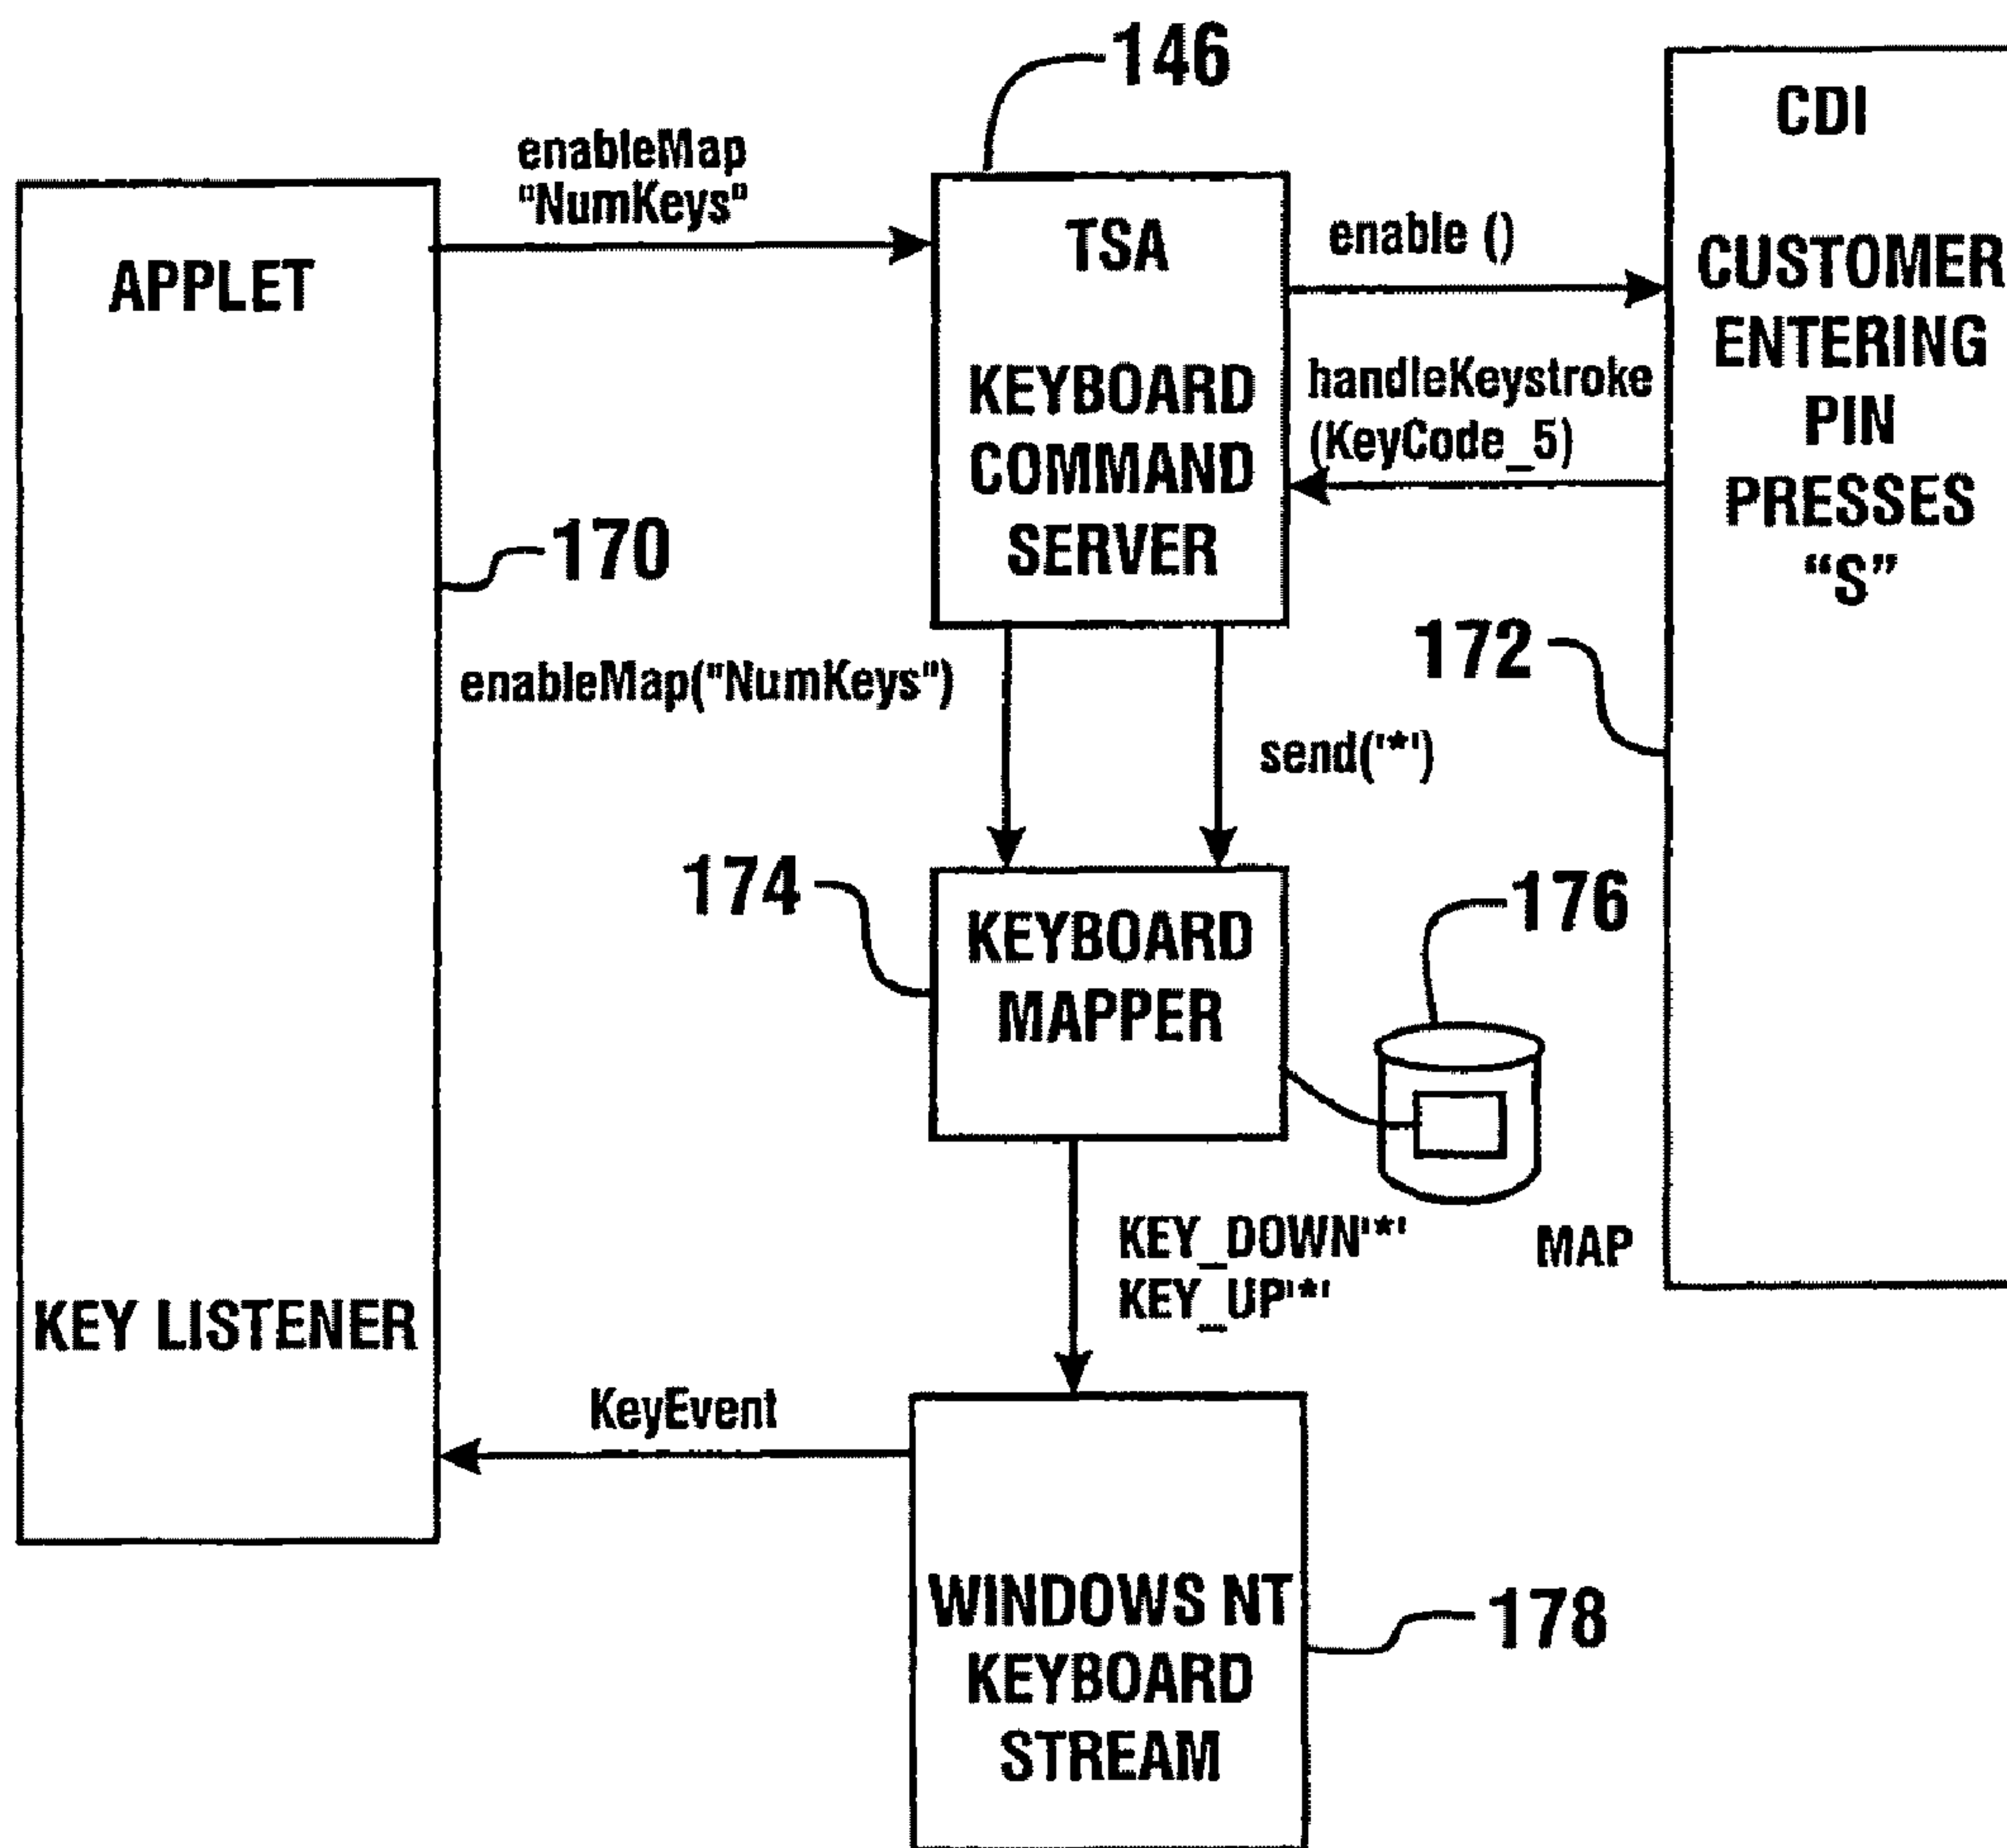 146
CDI
enableMap
"NumKeys"
APPLET
TSA
enable ()
CUSTOMER
ENTERING
PIN
PRESSES
“S”
KEYBOARD
COMMAND
SERVER
handleKeystroke
(KeyCode_5)
170
172
enableMap("NumKeys")
send('*')
174
176
KEYBOARD
MAPPER
KEY_DOWN'*'
KEY_UP'*'
MAP
KEY LISTENER
KeyEvent
WINDOWS NT
KEYBOARD
STREAM
178